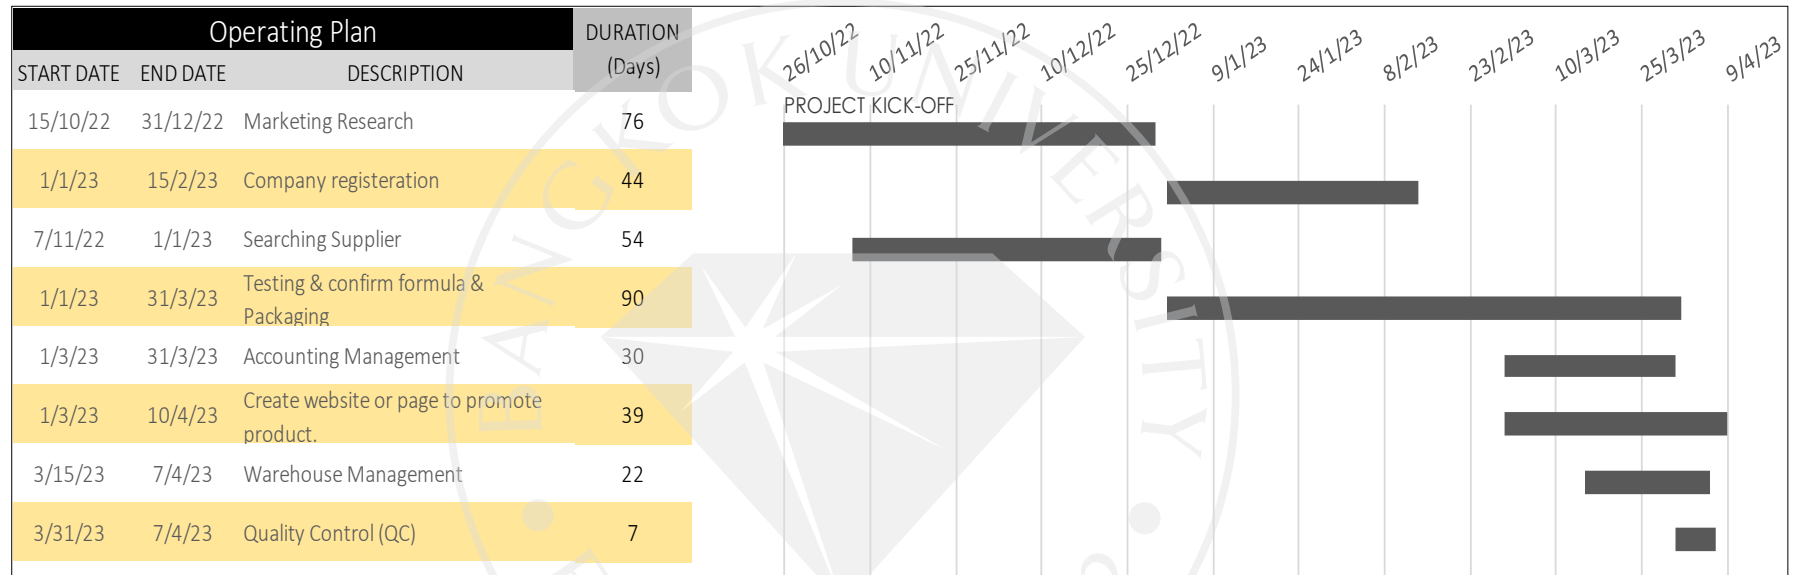 Operating Plan
DURATION
(Days)
START DATE END DATE DESCRIPTION
26/10/22 10/11/22 25/11/22 10/12/22 25/12/22 9/1/23 24/1/23 8/2/23 23/2/23 10/3/23 25/3/23 9/4/23
PROJECT KICK-OFF
15/10/22 31/12/22 Marketing Research 76
1/1/23 15/2/23 Company registeration 44
7/11/22 1/1/23 Searching Supplier 54
1/1/23 31/3/23 Testing & confirm formula &
Packaging 90
1/3/23 31/3/23 Accounting Management 30
1/3/23 10/4/23 Create website or page to promote
product. 39
3/15/23 7/4/23 Warehouse Management 22
3/31/23 7/4/23 Quality Control (QC) 7
BANGKOK UNIVERSITY